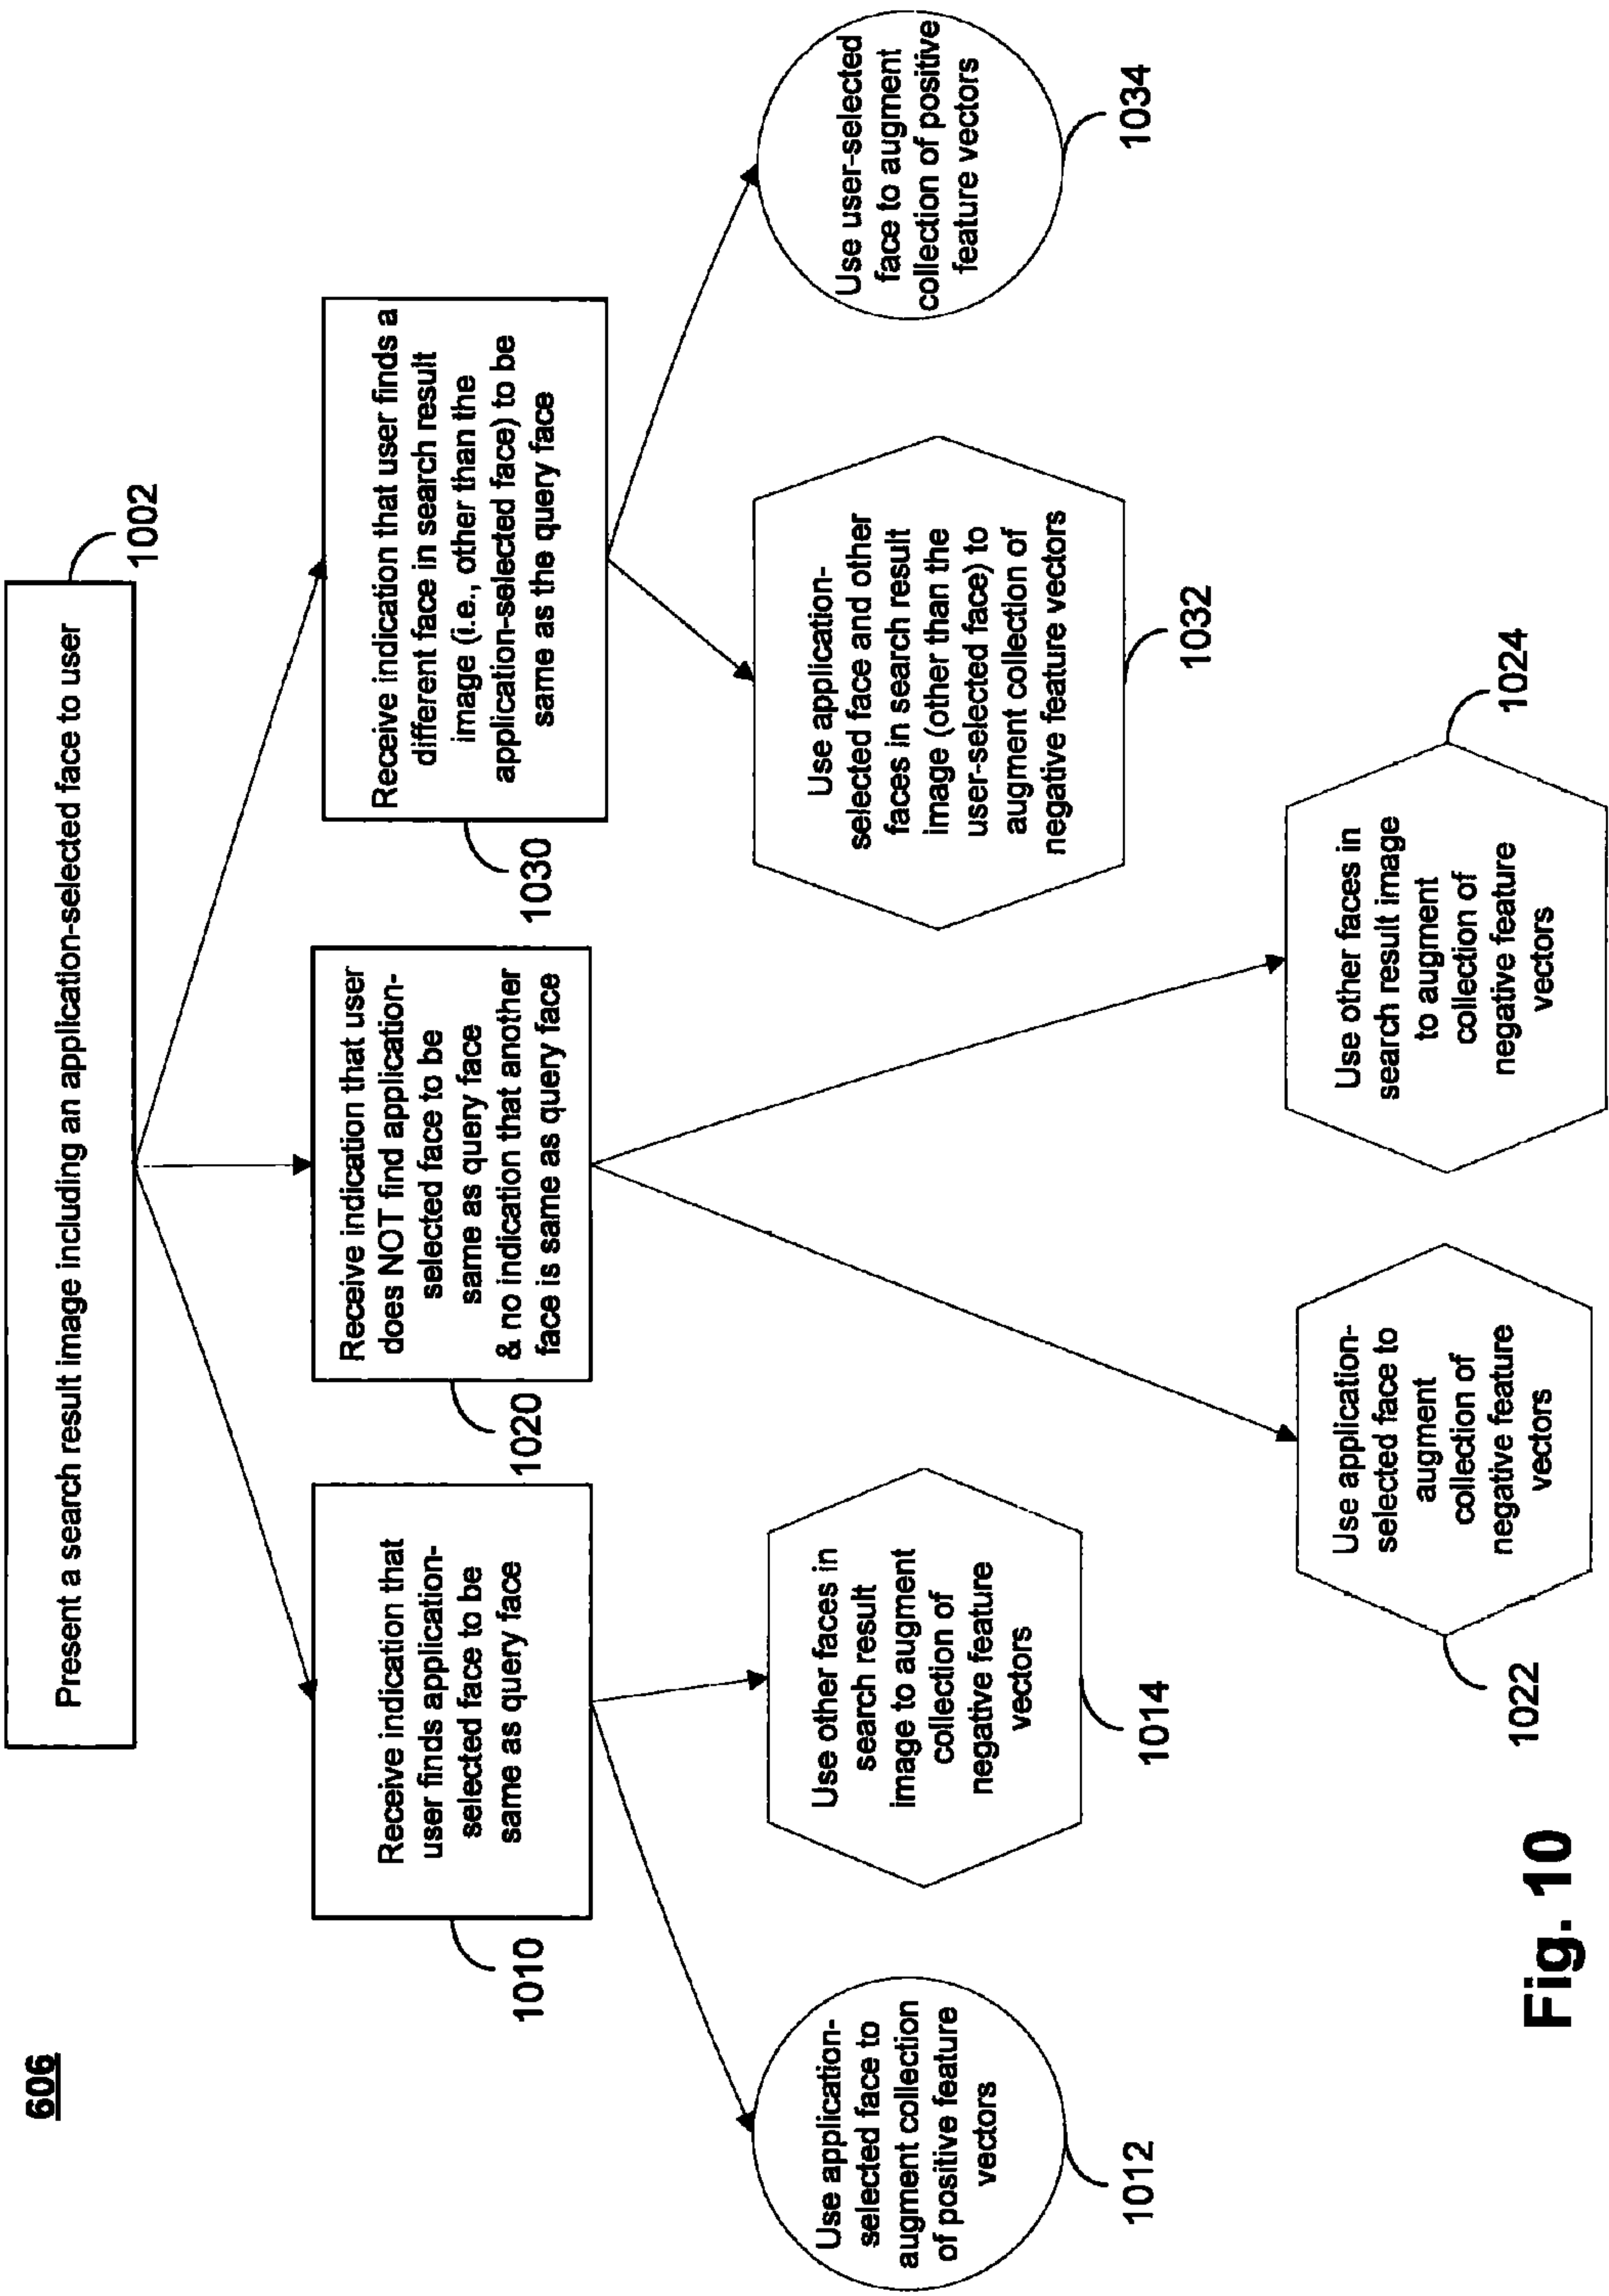 606
Present a search result image including an application-selected face to user
1002
Receive indication that
user finds application-
selected face to be
same as query face
1010
Receive indication that user
does NOT find application-
selected face to be
same as query face
& no indication that another
face is same as query face
1020
Receive indication that user finds a
different face in search result
image (i.e., other than the
application-selected face) to be
same as the query face
1030
Use application-
selected face to
augment collection
of positive feature
vectors
1012
Use other faces in
search result
image to augment
collection of
negative feature
vectors
1014
Use application-
selected face and other
faces in search result
image (other than the
user-selected face) to
augment collection of
negative feature vectors
1032
Use user-selected
face to augment
collection of positive
feature vectors
1034
Use application-
selected face to
augment
collection of
negative feature
vectors
1022
Use other faces in
search result image
to augment
collection of
negative feature
vectors
1024
Fig. 10